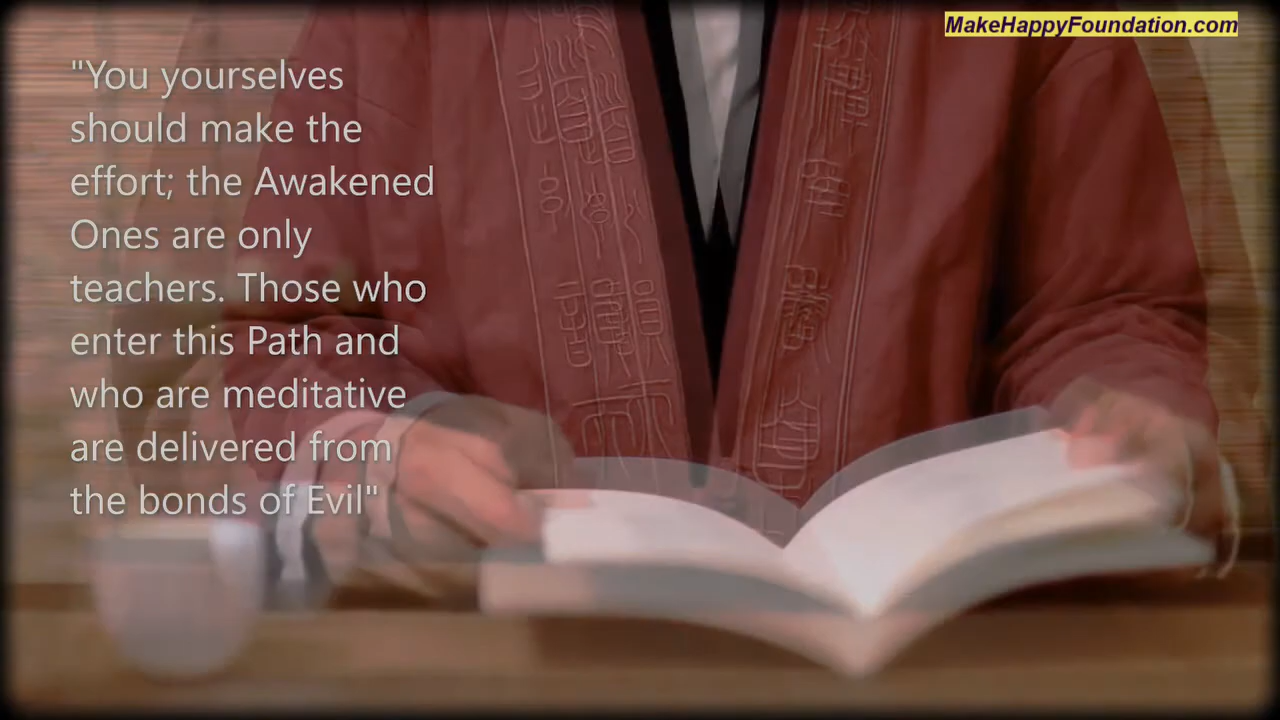 MakeHappyFoundation.com
"You yourselves
should make the
effort; the Awakened
Ones are only
teachers. Those who
enter this Path and
who are meditative
are delivered from
the bonds of Evil"